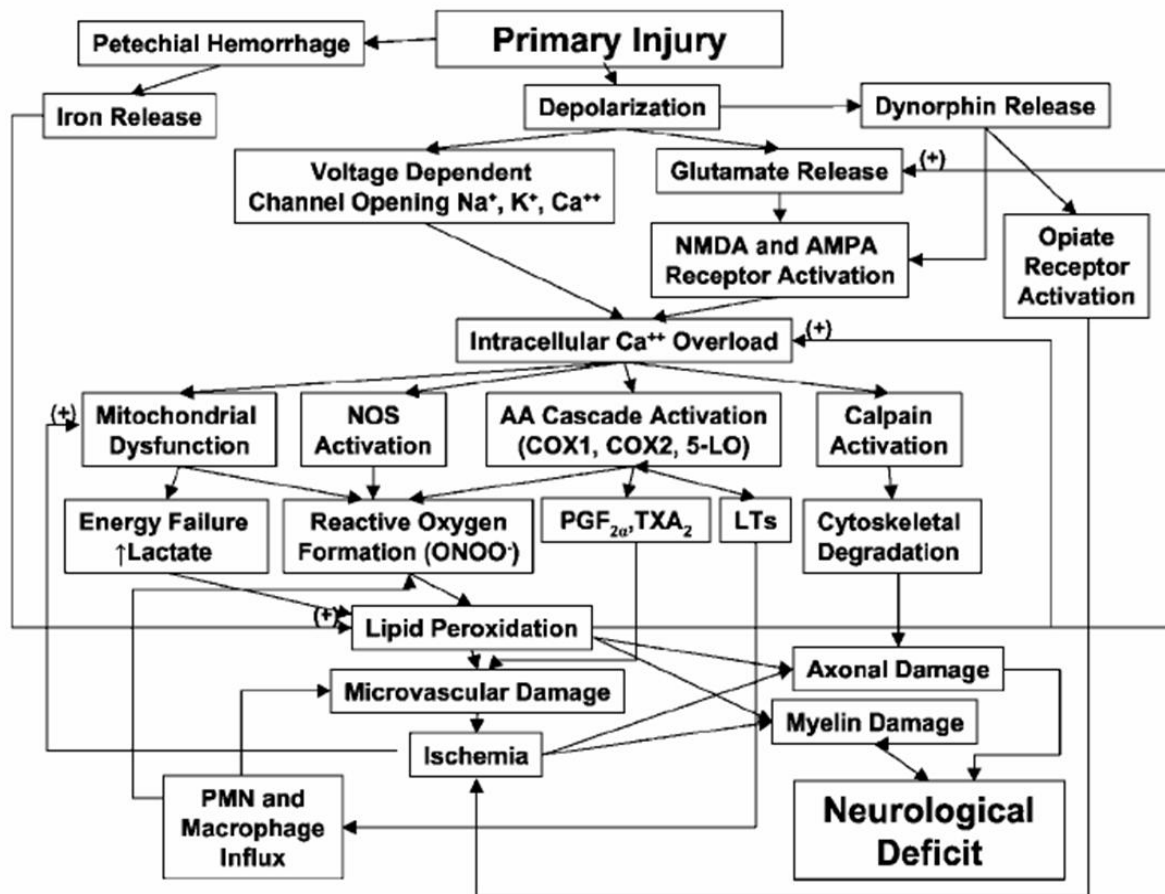 Primary Injury
Petechial Hemorrhage
Iron Release
Depolarization
Dynorphin Release
Voltage Dependent
Channel Opening Na⁺, K⁺, Ca⁺⁺
Glutamate Release
(+)
NMDA and AMPA
Receptor Activation
Opiate
Receptor
Activation
Intracellular Ca⁺⁺ Overload
(+)
(+)
Mitochondrial
Dysfunction
NOS
Activation
AA Cascade Activation
(COX1, COX2, 5-LO)
Calpain
Activation
Energy Failure
↑Lactate
Reactive Oxygen
Formation (ONOO⁻)
PGF₂α,TXA₂
LTs
Cytoskeletal
Degradation
(+)
Lipid Peroxidation
Microvascular Damage
Axonal Damage
Myelin Damage
Ischemia
PMN and
Macrophage
Influx
Neurological
Deficit